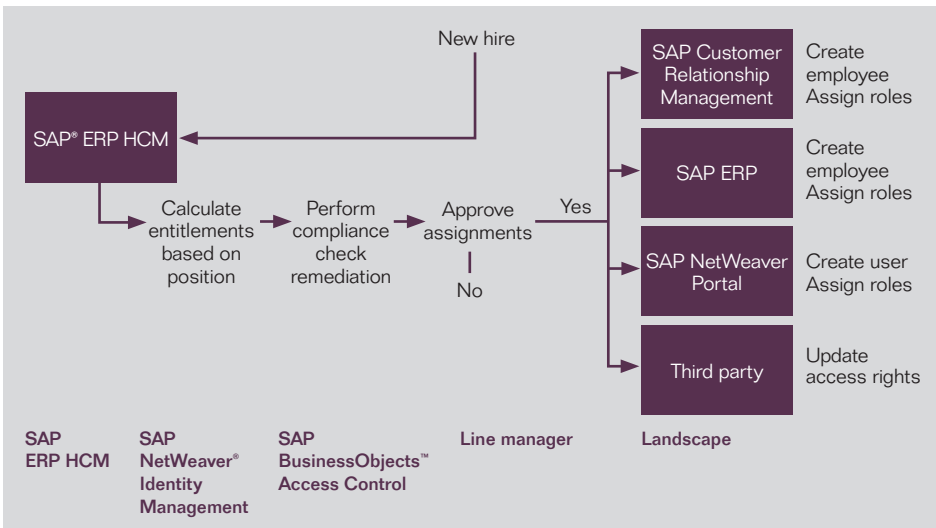 New hire
SAP® ERP HCM
Calculate
entitlements
based on
position
Perform
compliance
check
remediation
Approve
assignments
Yes
No
SAP Customer
Relationship
Management
Create
employee
Assign roles
SAP ERP
Create
employee
Assign roles
SAP NetWeaver
Portal
Create user
Assign roles
Third party
Update
access rights
SAP
ERP HCM
SAP
NetWeaver®
Identity
Management
SAP
BusinessObjects™
Access Control
Line manager
Landscape